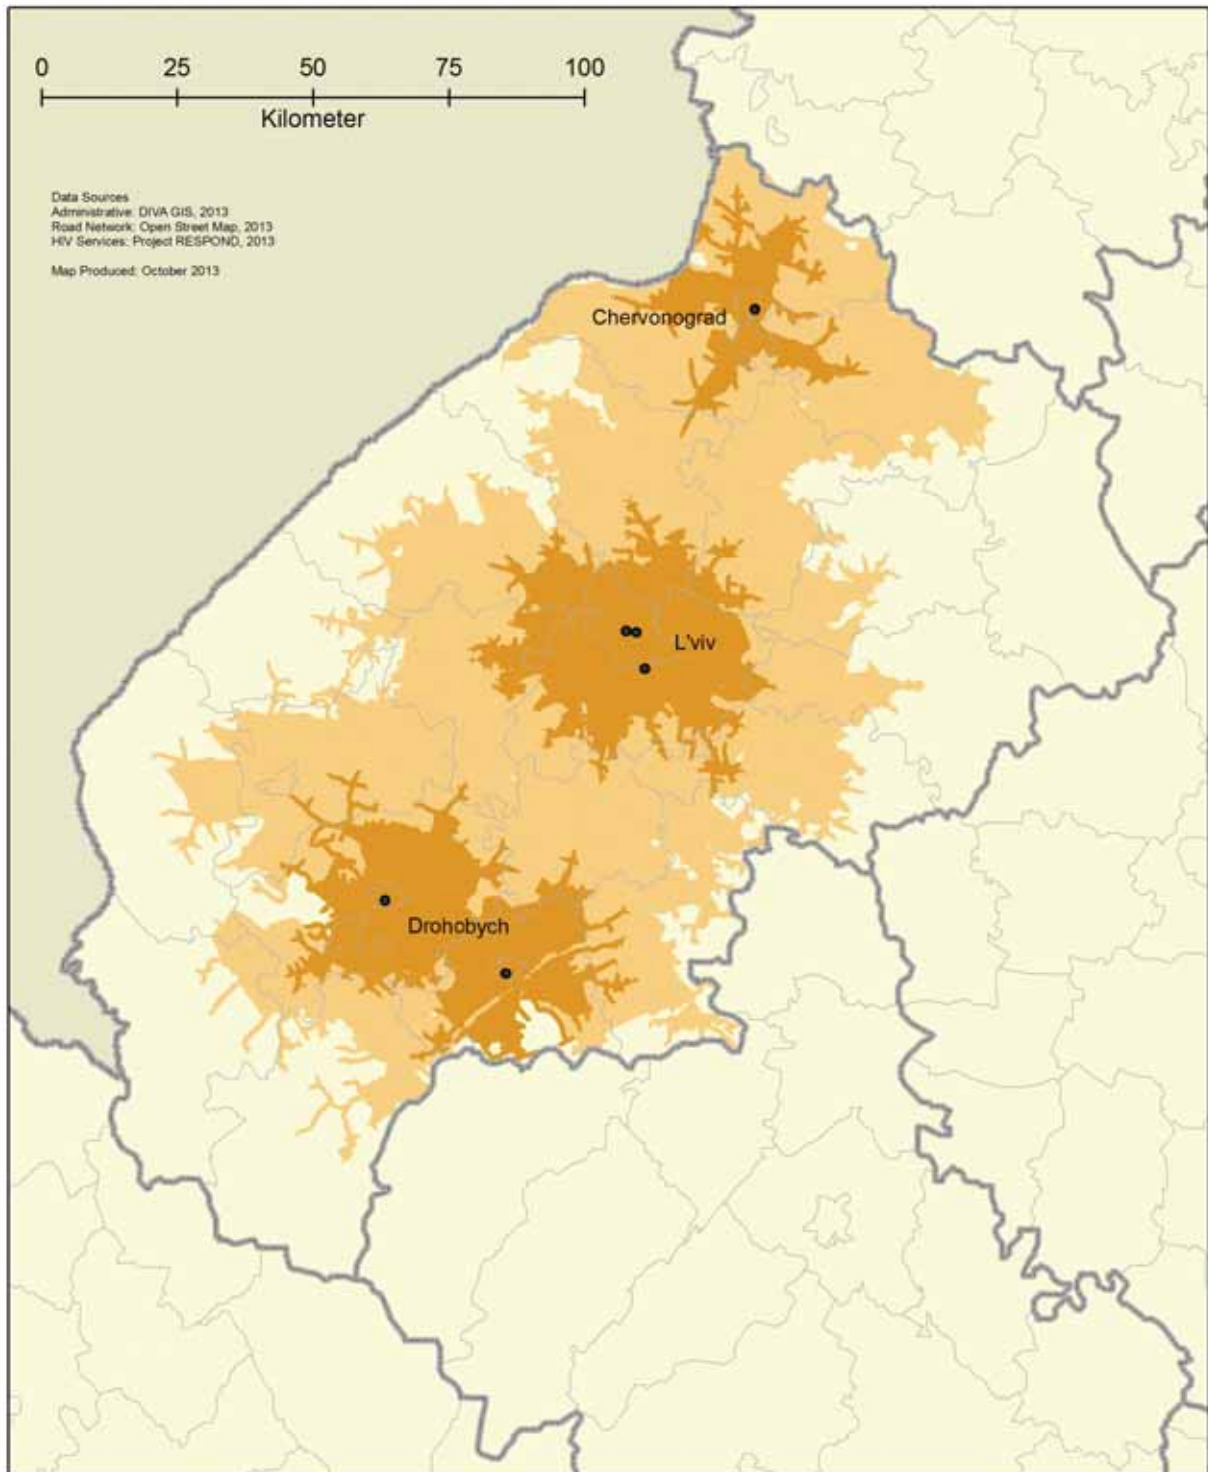 0 25 50 75 100
Kilometer
Data Sources
Administrative: DIVA GIS, 2013
Road Network: Open Street Map, 2013
HIV Services: Project RESPOND, 2013
Map Produced: October 2013
Chervonograd
L'viv
Drohobych